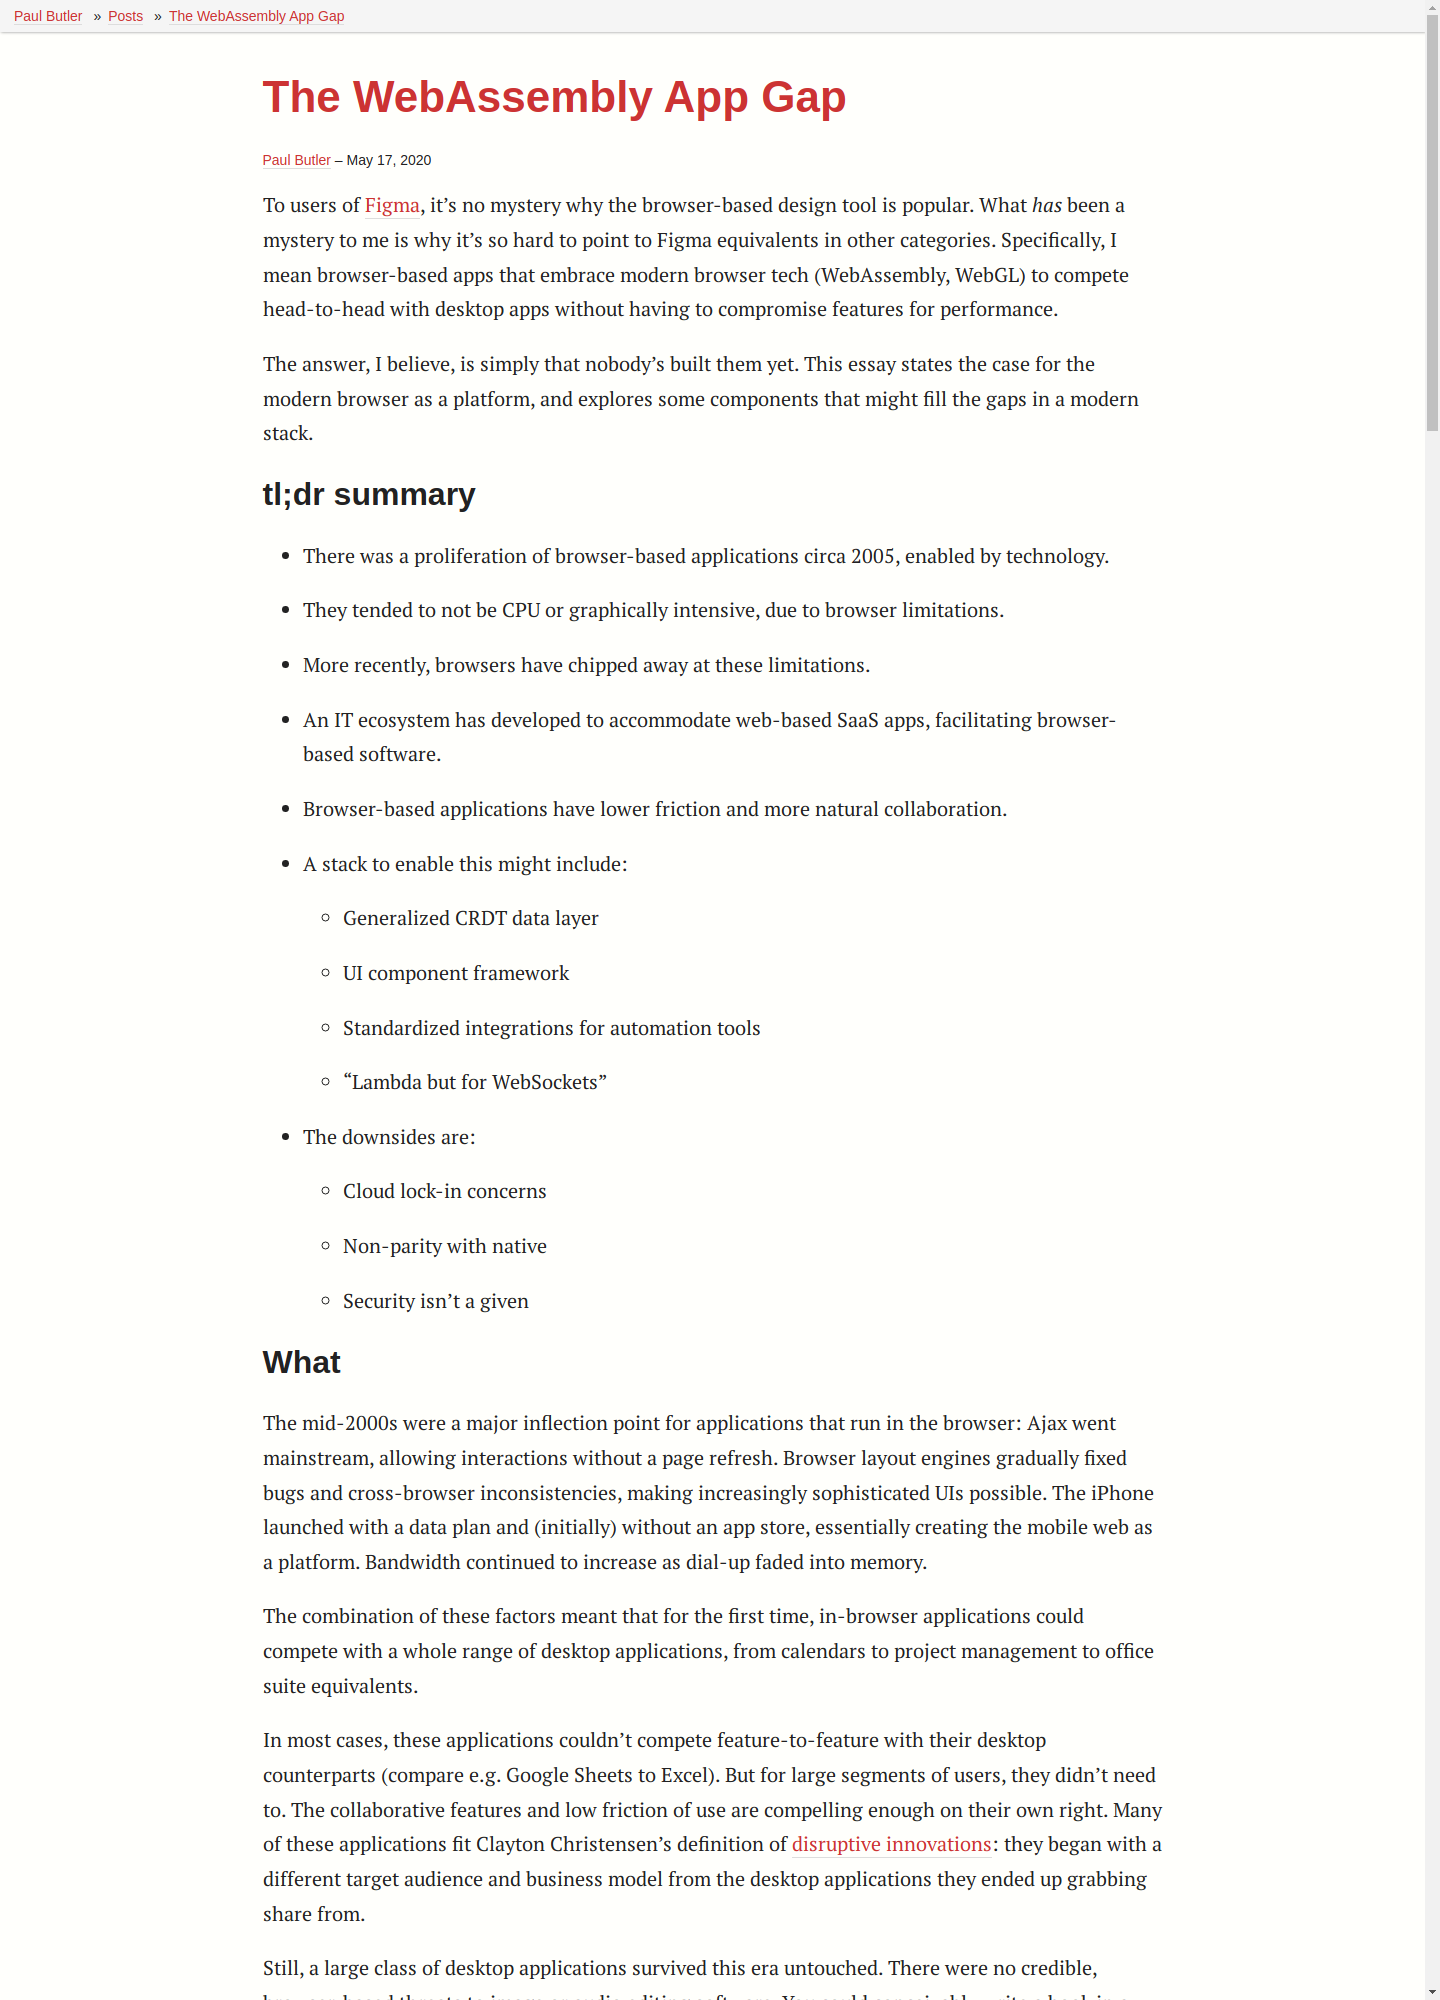 Paul Butler » Posts » The WebAssembly App Gap
The WebAssembly App Gap
Paul Butler – May 17, 2020
To users of Figma, it’s no mystery why the browser-based design tool is popular. What has been a
mystery to me is why it’s so hard to point to Figma equivalents in other categories. Specifically, I
mean browser-based apps that embrace modern browser tech (WebAssembly, WebGL) to compete
head-to-head with desktop apps without having to compromise features for performance.
The answer, I believe, is simply that nobody’s built them yet. This essay states the case for the
modern browser as a platform, and explores some components that might fill the gaps in a modern
stack.
tl;dr summary
• There was a proliferation of browser-based applications circa 2005, enabled by technology.
• They tended to not be CPU or graphically intensive, due to browser limitations.
• More recently, browsers have chipped away at these limitations.
• An IT ecosystem has developed to accommodate web-based SaaS apps, facilitating browser-
based software.
• Browser-based applications have lower friction and more natural collaboration.
• A stack to enable this might include:
◦ Generalized CRDT data layer
◦ UI component framework
◦ Standardized integrations for automation tools
◦ “Lambda but for WebSockets”
• The downsides are:
◦ Cloud lock-in concerns
◦ Non-parity with native
◦ Security isn’t a given
What
The mid-2000s were a major inflection point for applications that run in the browser: Ajax went
mainstream, allowing interactions without a page refresh. Browser layout engines gradually fixed
bugs and cross-browser inconsistencies, making increasingly sophisticated UIs possible. The iPhone
launched with a data plan and (initially) without an app store, essentially creating the mobile web as
a platform. Bandwidth continued to increase as dial-up faded into memory.
The combination of these factors meant that for the first time, in-browser applications could
compete with a whole range of desktop applications, from calendars to project management to office
suite equivalents.
In most cases, these applications couldn’t compete feature-to-feature with their desktop
counterparts (compare e.g. Google Sheets to Excel). But for large segments of users, they didn’t need
to. The collaborative features and low friction of use are compelling enough on their own right. Many
of these applications fit Clayton Christensen’s definition of disruptive innovations: they began with a
different target audience and business model from the desktop applications they ended up grabbing
share from.
Still, a large class of desktop applications survived this era untouched. There were no credible,